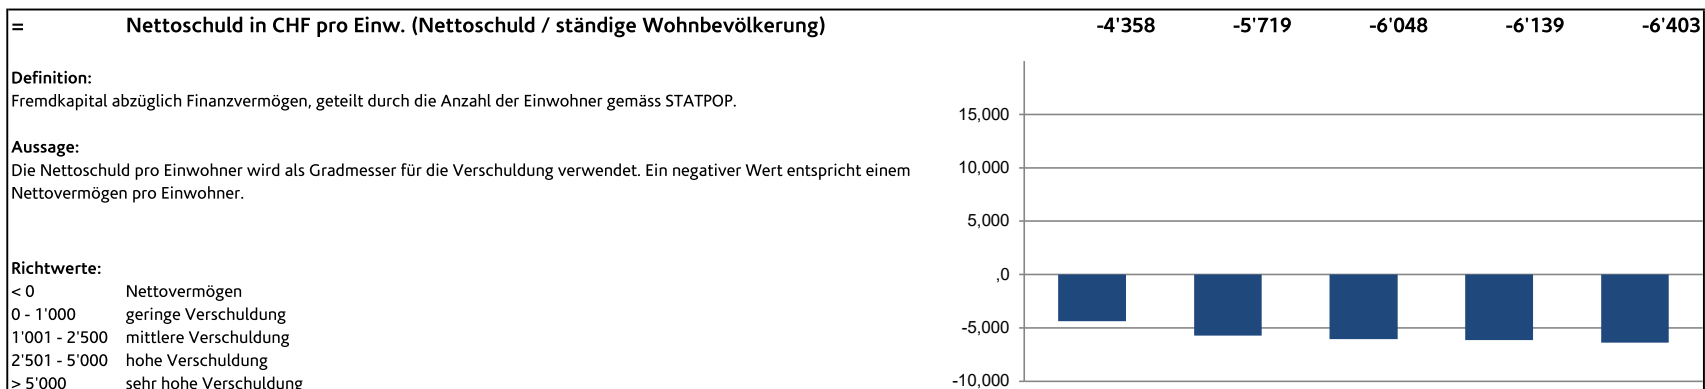 = Nettoschuld in CHF pro Einw. (Nettoschuld / ständige Wohnbevölkerung) -4'358 -5'719 -6'048 -6'139 -6'403
Definition:
Fremdkapital abzüglich Finanzvermögen, geteilt durch die Anzahl der Einwohner gemäss STATPOP.
Aussage:
Die Nettoschuld pro Einwohner wird als Gradmesser für die Verschuldung verwendet. Ein negativer Wert entspricht einem
Nettovermögen pro Einwohner.
Richtwerte:
< 0 Nettovermögen
0 - 1'000 geringe Verschuldung
1'001 - 2'500 mittlere Verschuldung
2'501 - 5'000 hohe Verschuldung
> 5'000 sehr hohe Verschuldung
15,000
10,000
5,000
,0
-5,000
-10,000